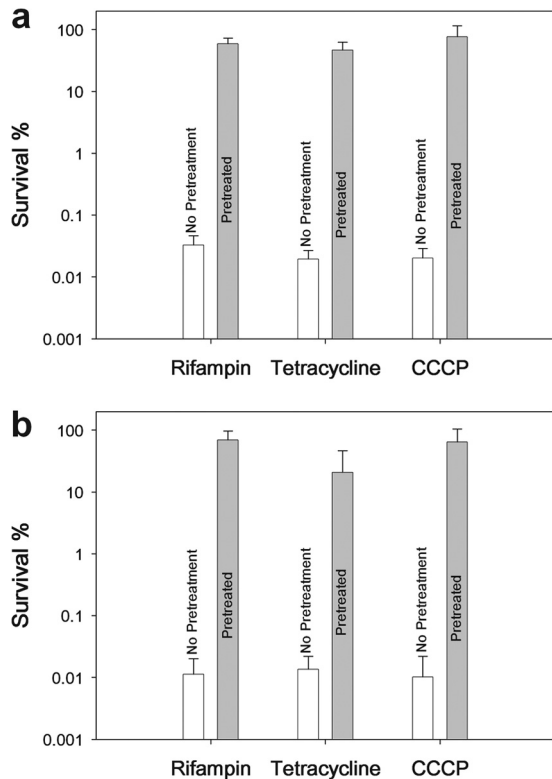 a
Survival %
100
10
1
0.1
0.01
0.001
No Pretreatment
Pretreated
No Pretreatment
Pretreated
No Pretreatment
Pretreated
Rifampin
Tetracycline
CCCP
b
Survival %
100
10
1
0.1
0.01
0.001
No Pretreatment
Pretreated
No Pretreatment
Pretreated
No Pretreatment
Pretreated
Rifampin
Tetracycline
CCCP